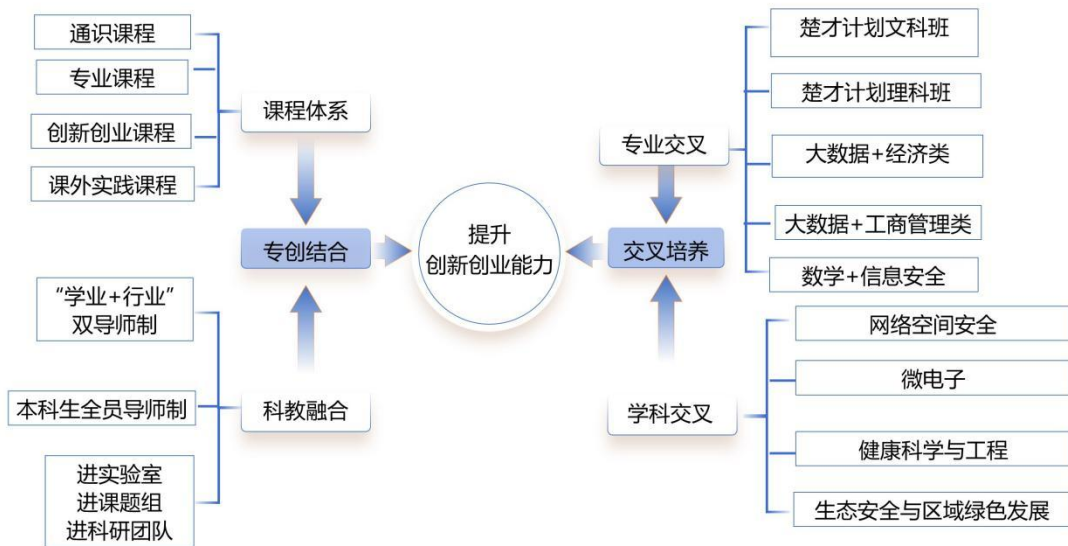 通识课程
专业课程
创新创业课程
课外实践课程
课程体系
专创结合
“学业+行业”
双导师制
本科生全员导师制
进实验室
进课题组
进科研团队
科教融合
提升
创新创业能力
专业交叉
交叉培养
学科交叉
楚才计划文科班
楚才计划理科班
大数据+经济类
大数据+工商管理类
数学+信息安全
网络空间安全
微电子
健康科学与工程
生态安全与区域绿色发展